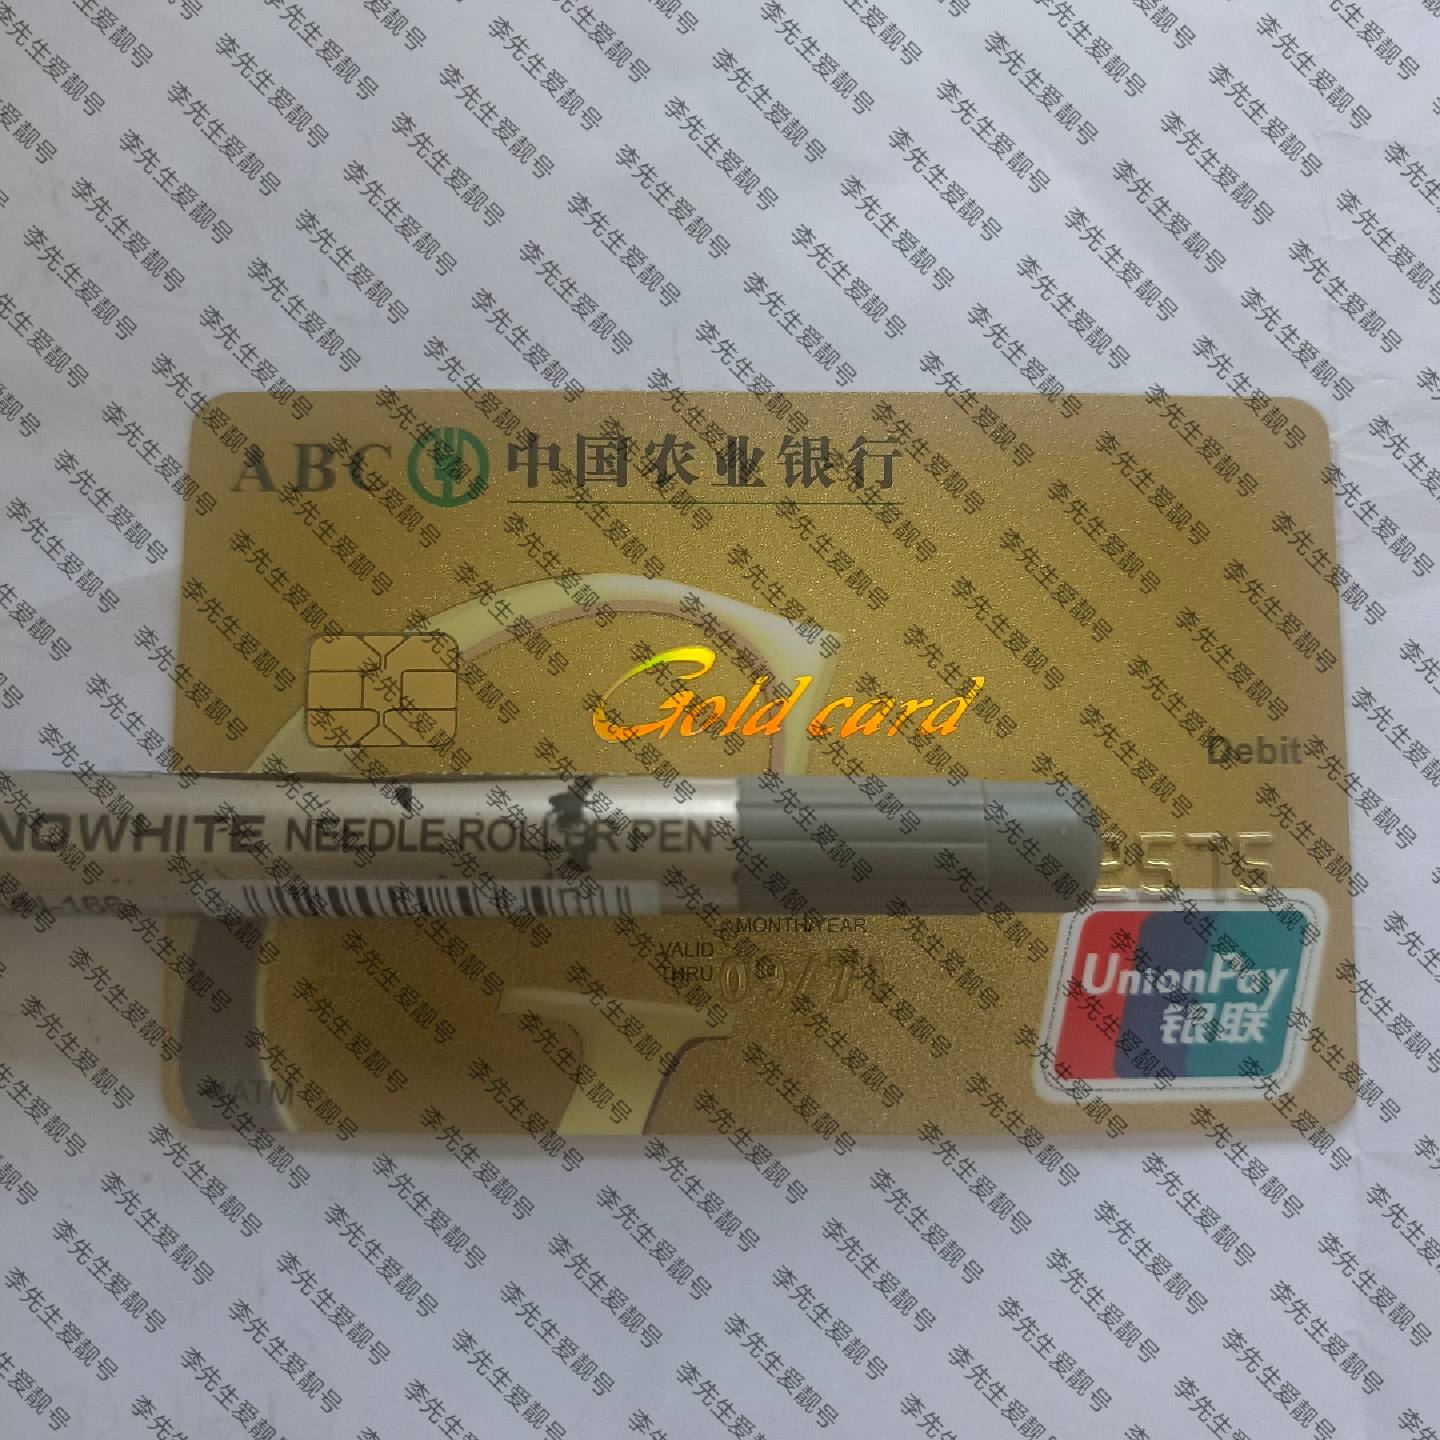 ABC 中国农业银行
Gold card
Debit
NOWHITE NEEDLE ROLLER PEN
-166
MONTH/YEAR
VALID
THRU
UnionPay
银联
ATM
李先生爱靓号